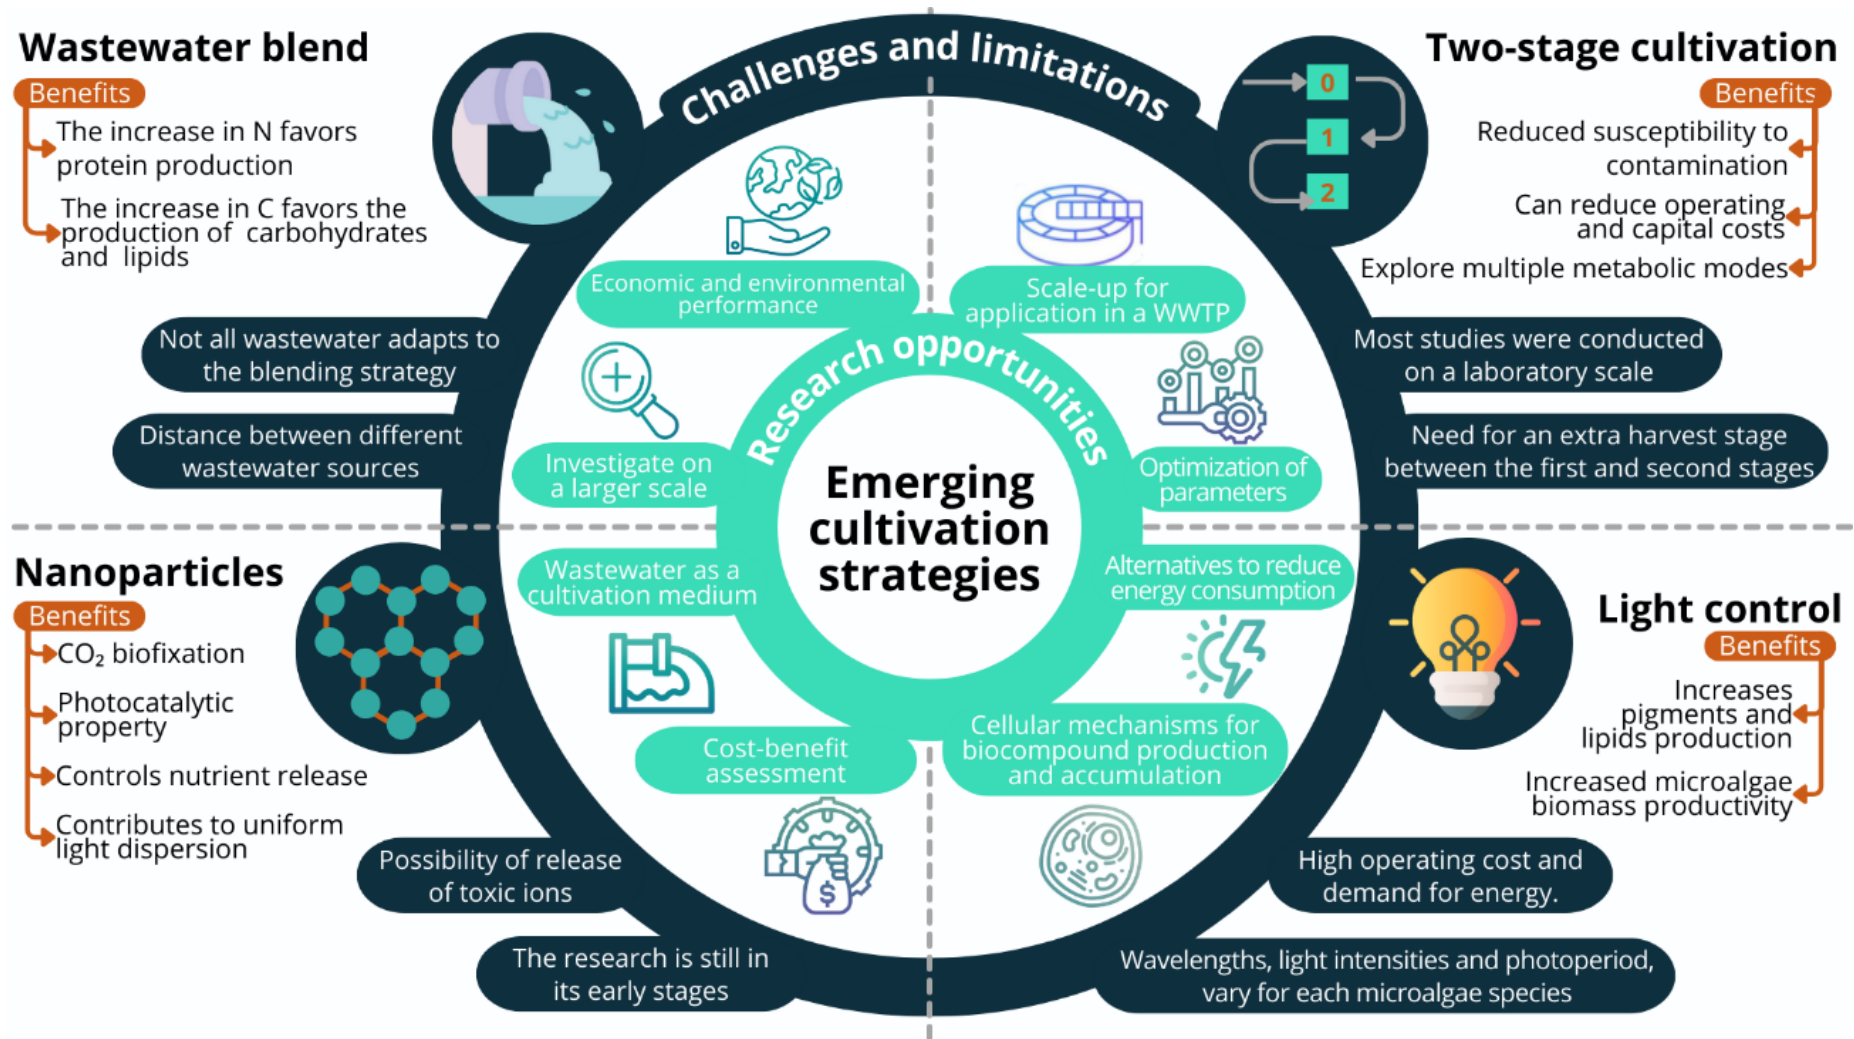 Challenges and limitations
Wastewater blend
Benefits
The increase in N favors
protein production
The increase in C favors the
production of carbohydrates
and lipids
Not all wastewater adapts to
the blending strategy
Distance between different
wastewater sources
Two-stage cultivation
Benefits
Reduced susceptibility to
contamination
Can reduce operating
and capital costs
Explore multiple metabolic modes
0
1
2
Most studies were conducted
on a laboratory scale
Need for an extra harvest stage
between the first and second stages
Economic and environmental
performance
Scale-up for
application in a WWTP
Investigate on
a larger scale
Optimization of
parameters
Research opportunities
Emerging
cultivation
strategies
Wastewater as a
cultivation medium
Alternatives to reduce
energy consumption
Cost-benefit
assessment
$
Cellular mechanisms for
biocompound production
and accumulation
Nanoparticles
Benefits
CO₂ biofixation
Photocatalytic
property
Controls nutrient release
Contributes to uniform
light dispersion
Possibility of release
of toxic ions
The research is still in
its early stages
Light control
Benefits
Increases
pigments and
lipids production
Increased microalgae
biomass productivity
High operating cost and
demand for energy.
Wavelengths, light intensities and photoperiod,
vary for each microalgae species